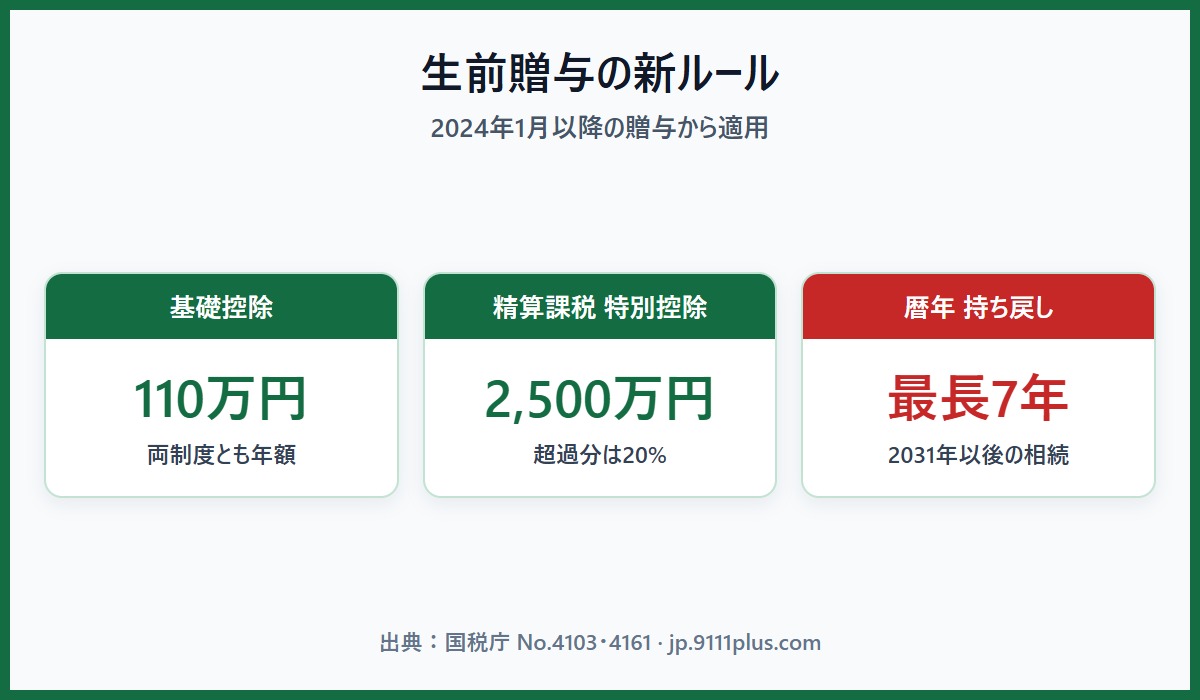 生前贈与の新ルール
2024年1月以降の贈与から適用
基礎控除
110万円
両制度とも年額
精算課税 特別控除
2,500万円
超過分は20%
暦年 持ち戻し
最長7年
2031年以後の相続
出典：国税庁 No.4103・4161 · jp.9111plus.com